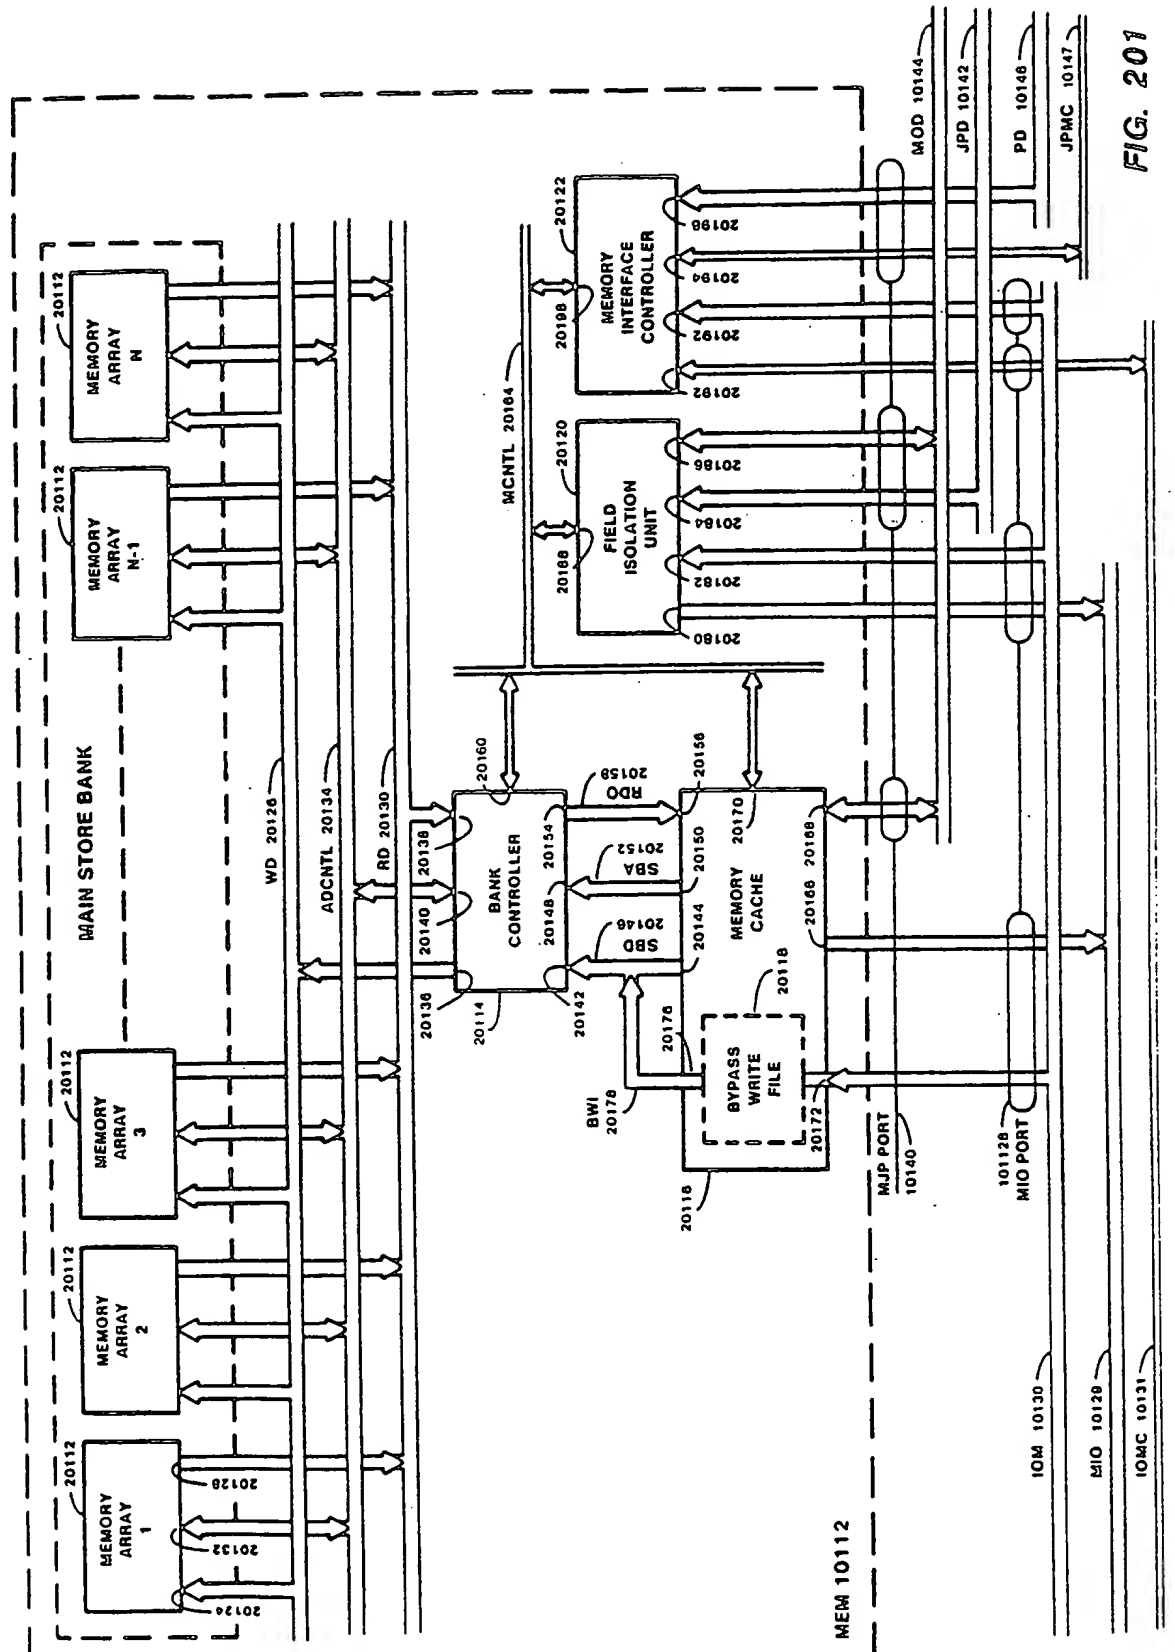 MAIN STORE BANK
20112
MEMORY
ARRAY
1
20124
20132
20128
20112
MEMORY
ARRAY
2
20112
MEMORY
ARRAY
3
20112
MEMORY
ARRAY
N-1
20112
MEMORY
ARRAY
N
WD 20126
ADCNTL 20134
RD 20130
20136
20140
20138
20160
20114
BANK
CONTROLLER
20142
20148
20154
SBD
20146
SBA
20152
RDO
20158
20144
20150
20156
BWI
20178
20176
MEMORY
CACHE
20118
BYPASS
WRITE
FILE
20116
20172
20166
20168
20170
MCNTL 20164
20188
20120
FIELD
ISOLATION
UNIT
20180
20182
20184
20186
20198
20122
MEMORY
INTERFACE
CONTROLLER
20192
20192
20194
20196
MEM 10112
MJP PORT
10140
101128
MIO PORT
MOD 10144
JPD 10142
PD 10146
JPMC 10147
IOM 10130
MIO 10129
IOMC 10131
FIG. 201